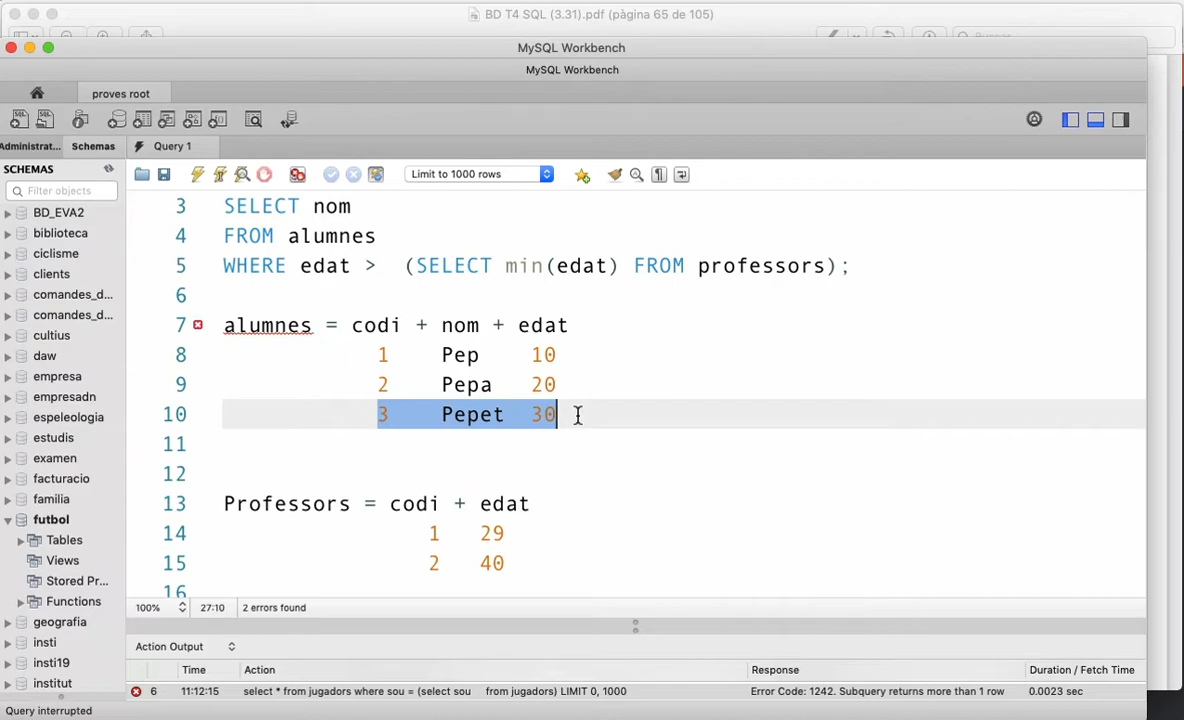 BD T4 SQL (3.31).pdf (pàgina 65 de 105)
MySQL Workbench
MySQL Workbench
proves root
Administrat... Schemas Query 1
SCHEMAS
Filter objects
Limit to 1000 rows
BD_EVA2
biblioteca
ciclisme
clients
comandes_d...
comandes_d...
cultius
daw
empresa
empresadn
espeleologia
estudis
examen
facturacio
familia
futbol
Tables
Views
Stored Pr...
Functions
geografia
insti
insti19
institut
3 SELECT nom
4 FROM alumnes
5 WHERE edat > (SELECT min(edat) FROM professors);
6
7 alumnes = codi + nom + edat
8 1 Pep 10
9 2 Pepa 20
10 3 Pepet 30
11
12
13 Professors = codi + edat
14 1 29
15 2 40
16
100% 27:10 2 errors found
Action Output
Time Action Response Duration / Fetch Time
6 11:12:15 select * from jugadors where sou = (select sou from jugadors) LIMIT 0, 1000 Error Code: 1242. Subquery returns more than 1 row 0.0023 sec
Query interrupted